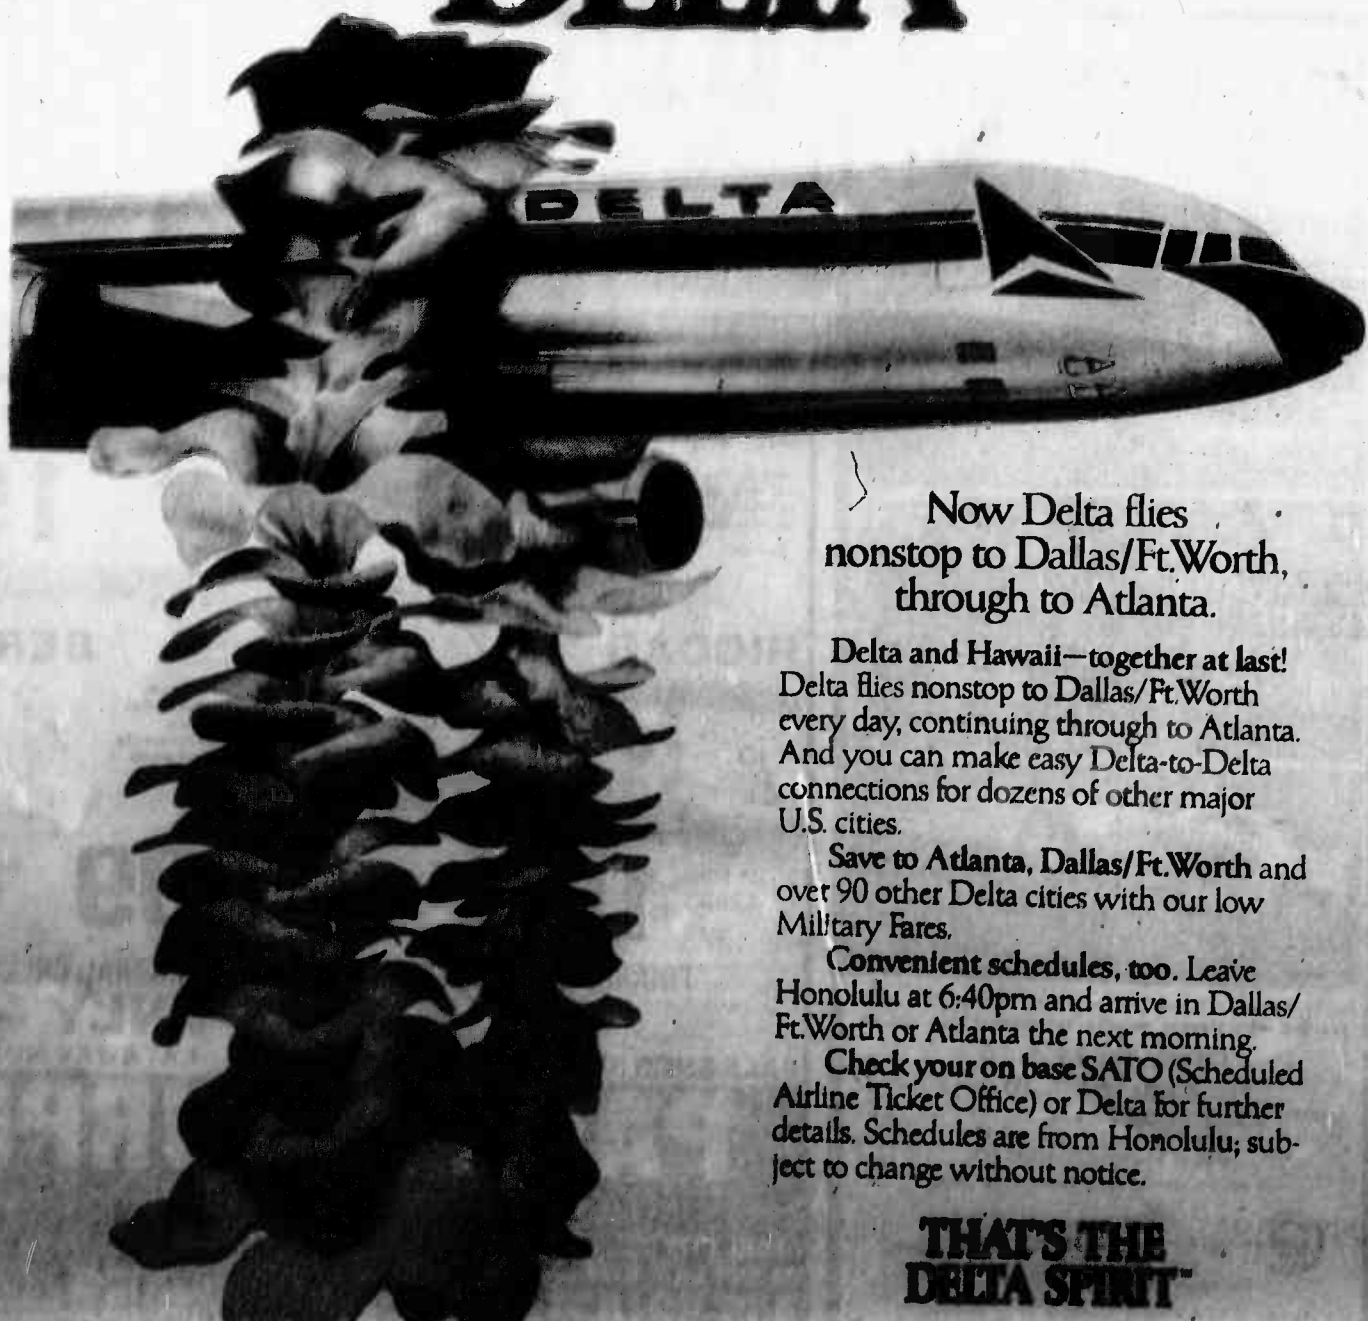 DELTA
DELTA
Now Delta flies
nonstop to Dallas/Ft.Worth,
through to Atlanta.
Delta and Hawaii—together at last!
Delta flies nonstop to Dallas/Ft.Worth
every day, continuing through to Atlanta.
And you can make easy Delta-to-Delta
connections for dozens of other major
U.S. cities.
Save to Atlanta, Dallas/Ft.Worth and
over 90 other Delta cities with our low
Military Fares.
Convenient schedules, too. Leave
Honolulu at 6:40pm and arrive in Dallas/
Ft.Worth or Atlanta the next morning.
Check your on base SATO (Scheduled
Airline Ticket Office) or Delta for further
details. Schedules are from Honolulu; sub-
ject to change without notice.
THAT'S THE
DELTA SPIRIT™